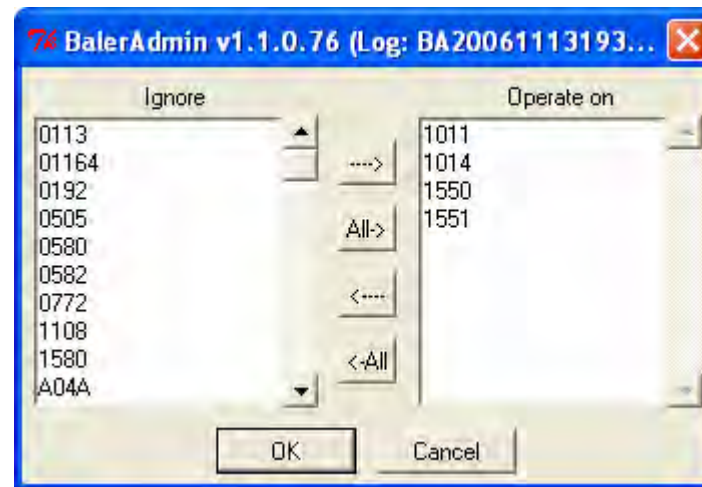 BalerAdmin v1.1.0.76 (Log: BA20061113193...
Ignore
Operate on
0113
01164
0192
0505
0580
0582
0772
1108
1580
A04A
---->
All->
<----
<-All
1011
1014
1550
1551
OK
Cancel